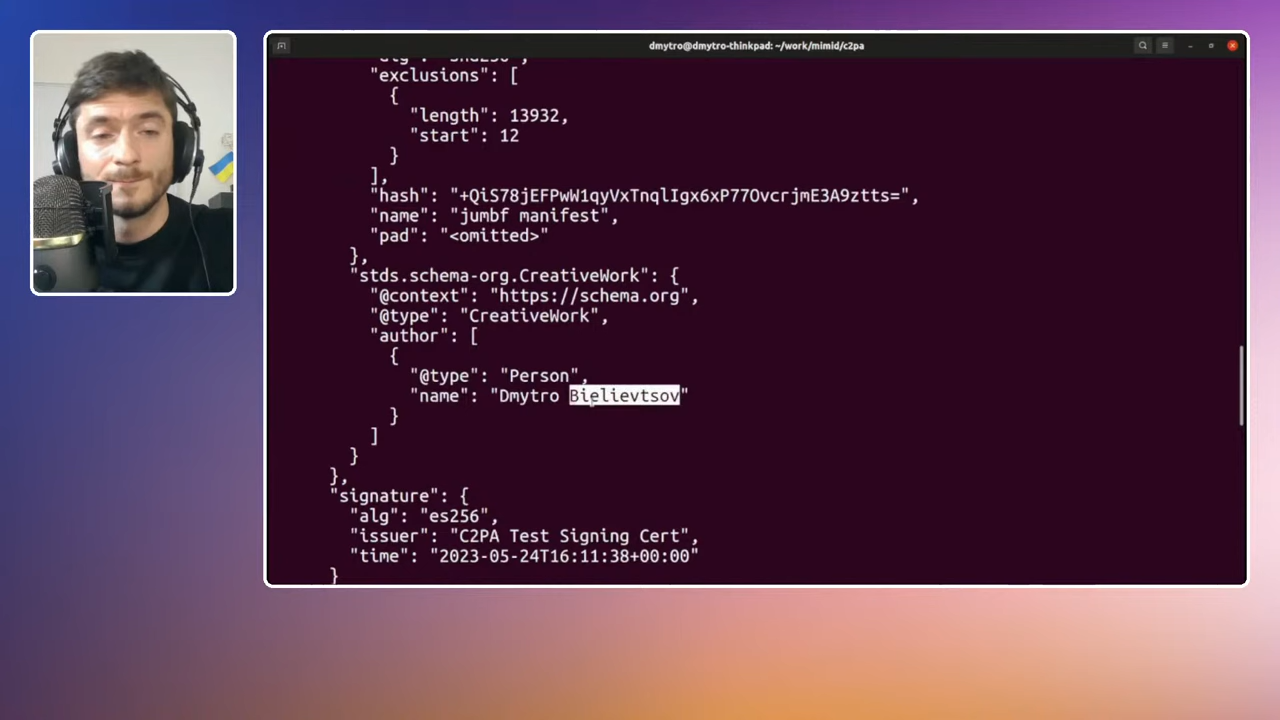 dmytro@dmytro-thinkpad: ~/work/mimid/c2pa
"exclusions": [
{
"length": 13932,
"start": 12
}
],
"hash": "+QiS78jEFPwW1qyVxTnqlIgx6xP77OvcrjmE3A9ztts=",
"name": "jumbf manifest",
"pad": "<omitted>"
},
"stds.schema-org.CreativeWork": {
"@context": "https://schema.org",
"@type": "CreativeWork",
"author": [
{
"@type": "Person",
"name": "Dmytro Bielievtsov"
}
]
}
},
"signature": {
"alg": "es256",
"issuer": "C2PA Test Signing Cert",
"time": "2023-05-24T16:11:38+00:00"
}